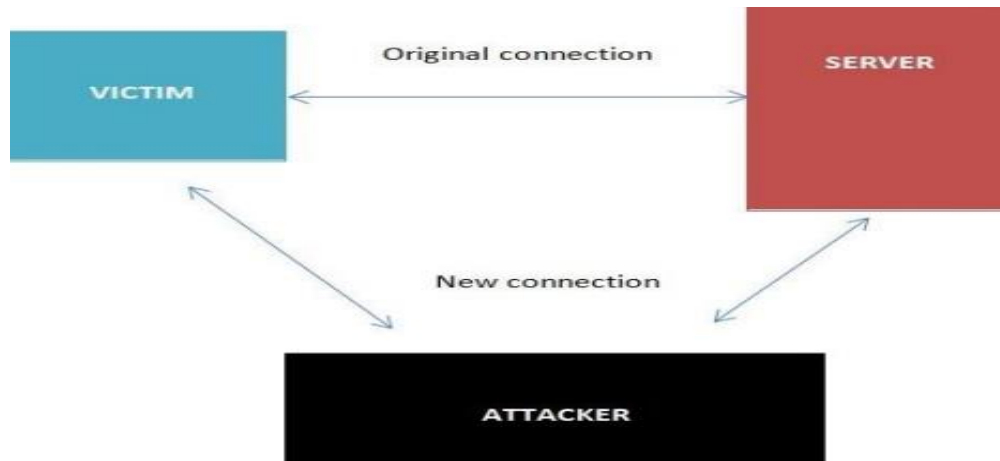 Original connection
SERVER
VICTIM
New connection
ATTACKER